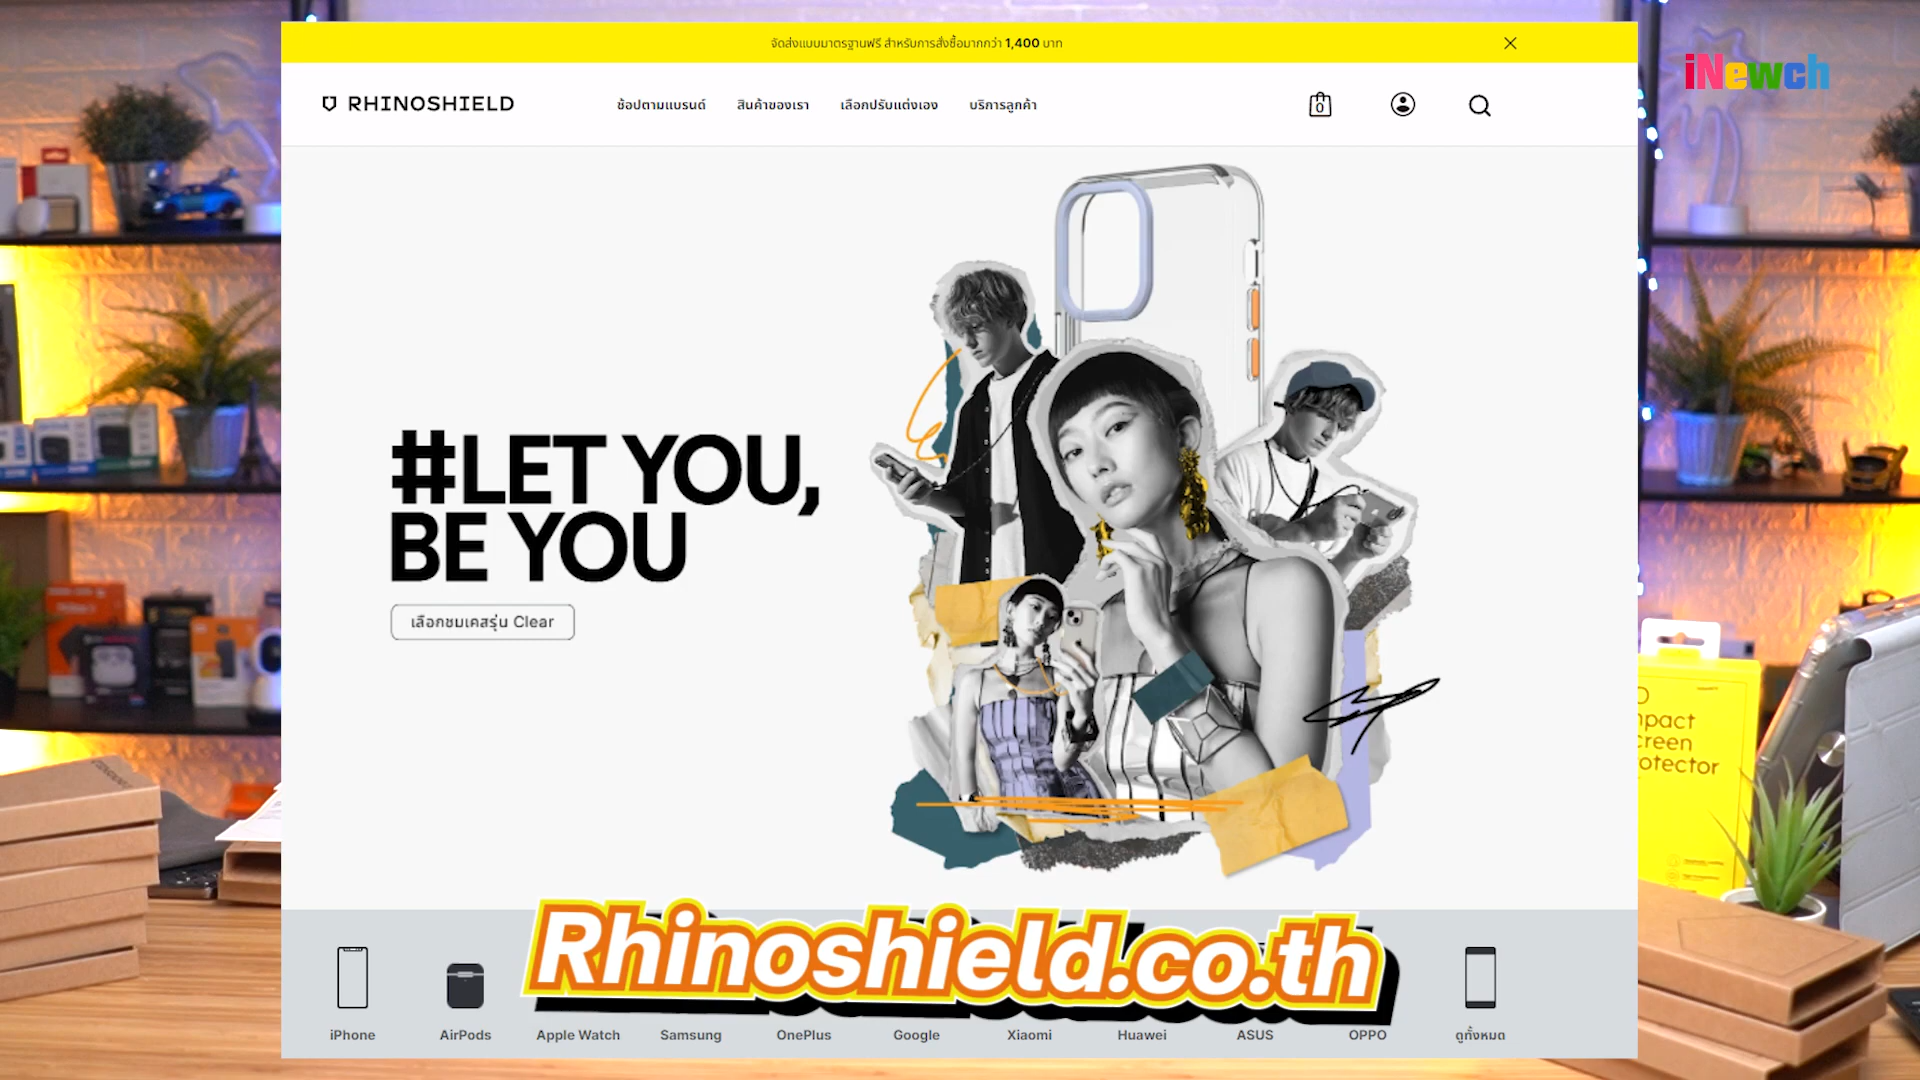 จัดส่งแบบมาตรฐานฟรี สำหรับการสั่งซื้อมากกว่า 1,400 บาท
iNewch
RHINOSHIELD
ช้อปตามแบรนด์ สินค้าของเรา เลือกปรับแต่งเอง บริการลูกค้า
0
#LET YOU,
BE YOU
เลือกชมเคสรุ่น Clear
mpact
creen
rotector
Rhinoshield.co.th
iPhone AirPods Apple Watch Samsung OnePlus Google Xiaomi Huawei ASUS OPPO ดูทั้งหมด